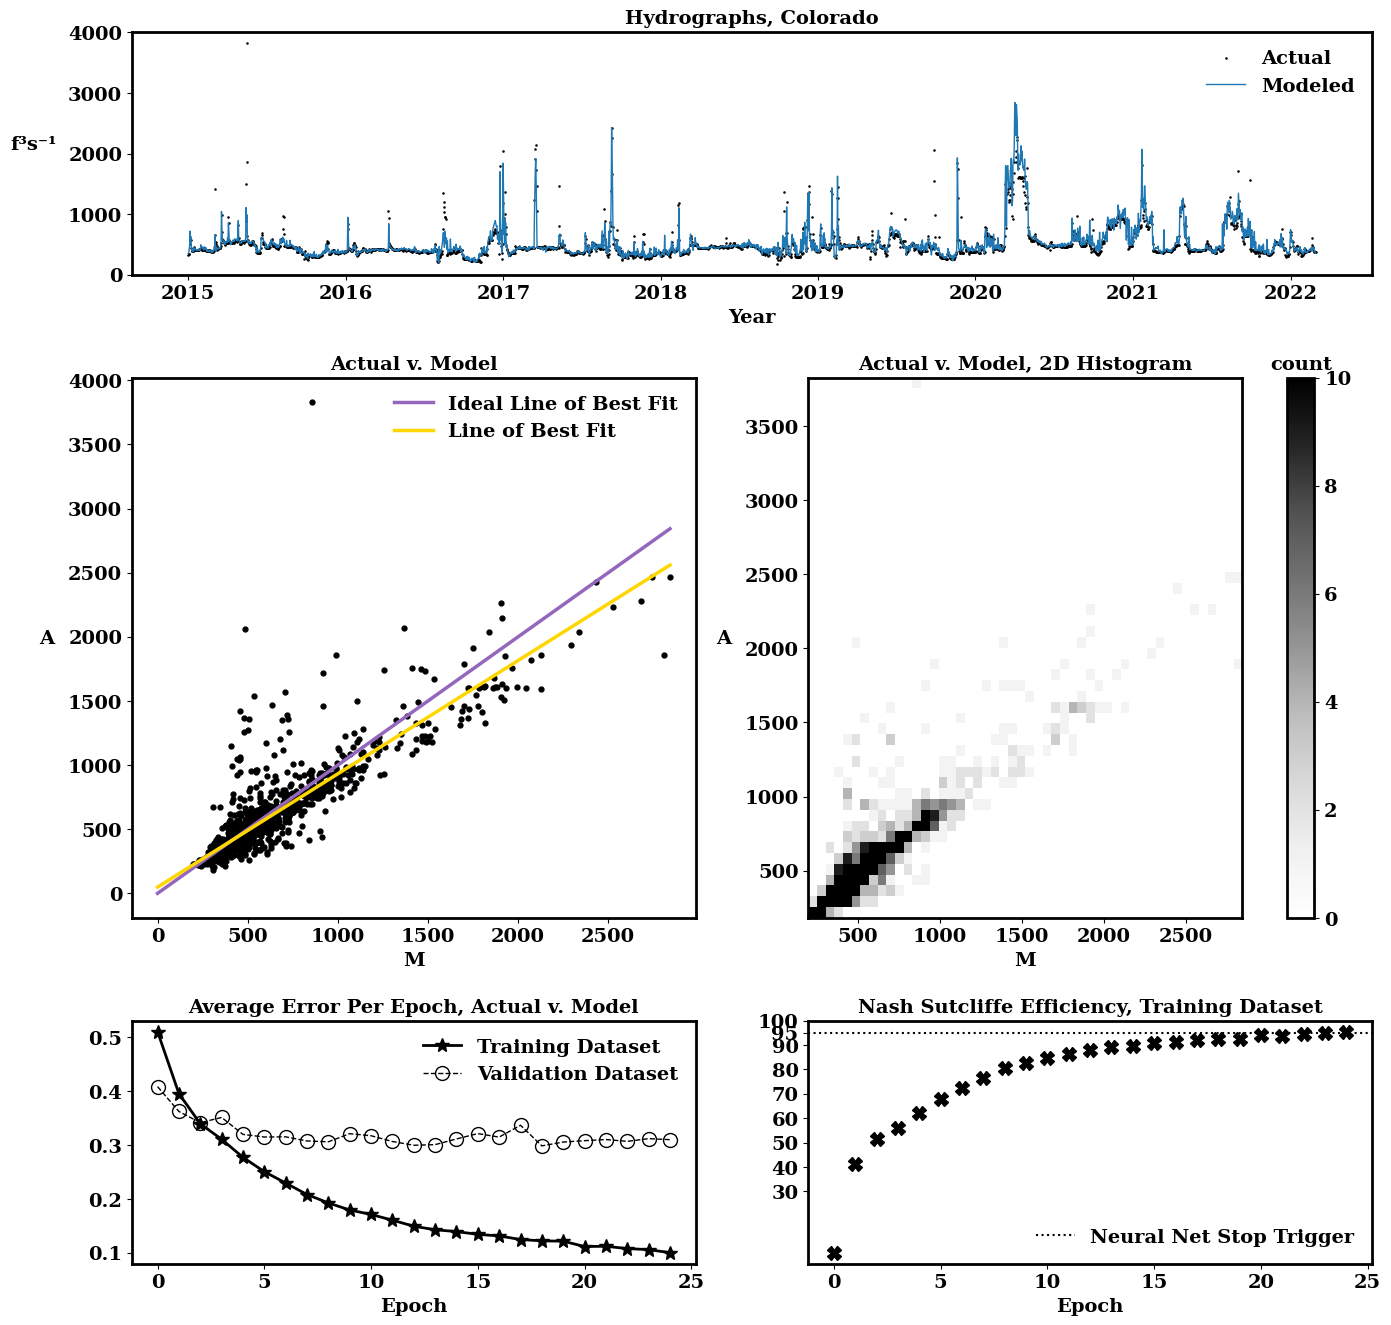 Hydrographs, Colorado
4000
3000
2000
1000
0
f³s⁻¹
Actual
Modeled
2015 2016 2017 2018 2019 2020 2021 2022
Year
Actual v. Model
4000
3500
3000
2500
2000
1500
1000
500
0
A
Ideal Line of Best Fit
Line of Best Fit
0 500 1000 1500 2000 2500
M
Actual v. Model, 2D Histogram
3500
3000
2500
2000
1500
1000
500
A
500 1000 1500 2000 2500
M
count
10
8
6
4
2
0
Average Error Per Epoch, Actual v. Model
0.5
0.4
0.3
0.2
0.1
Training Dataset
Validation Dataset
0 5 10 15 20 25
Epoch
Nash Sutcliffe Efficiency, Training Dataset
100
95
90
80
70
60
50
40
30
Neural Net Stop Trigger
0 5 10 15 20 25
Epoch